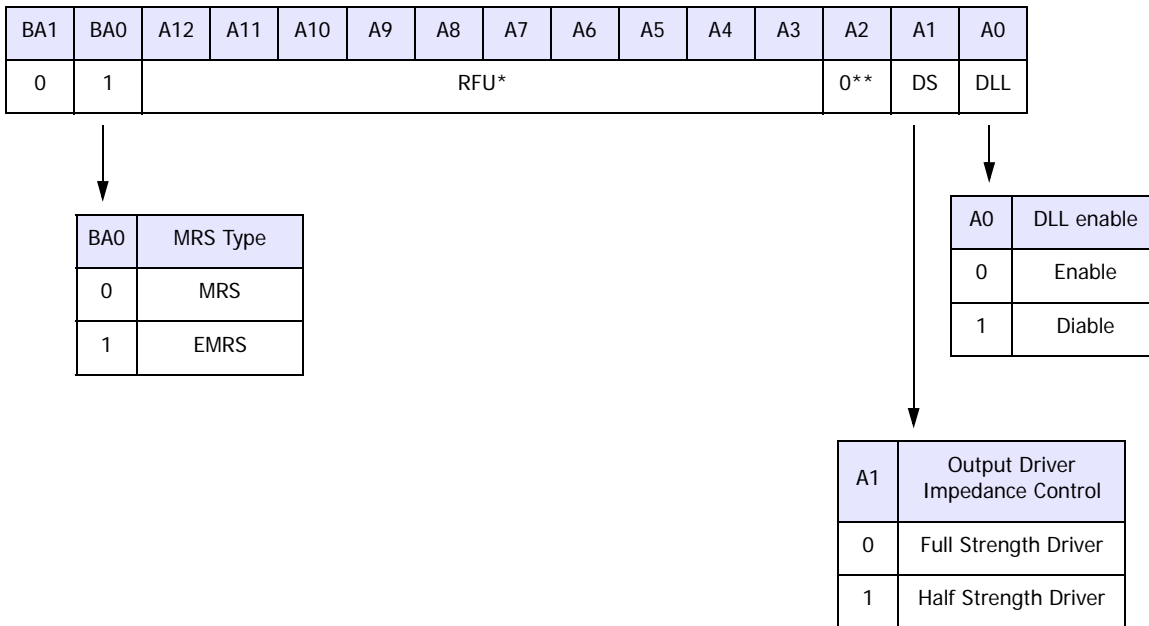 BA1 BA0 A12 A11 A10 A9 A8 A7 A6 A5 A4 A3 A2 A1 A0
0 1 RFU* 0** DS DLL
BA0 MRS Type
0 MRS
1 EMRS
A0 DLL enable
0 Enable
1 Diable
A1 Output Driver
Impedance Control
0 Full Strength Driver
1 Half Strength Driver